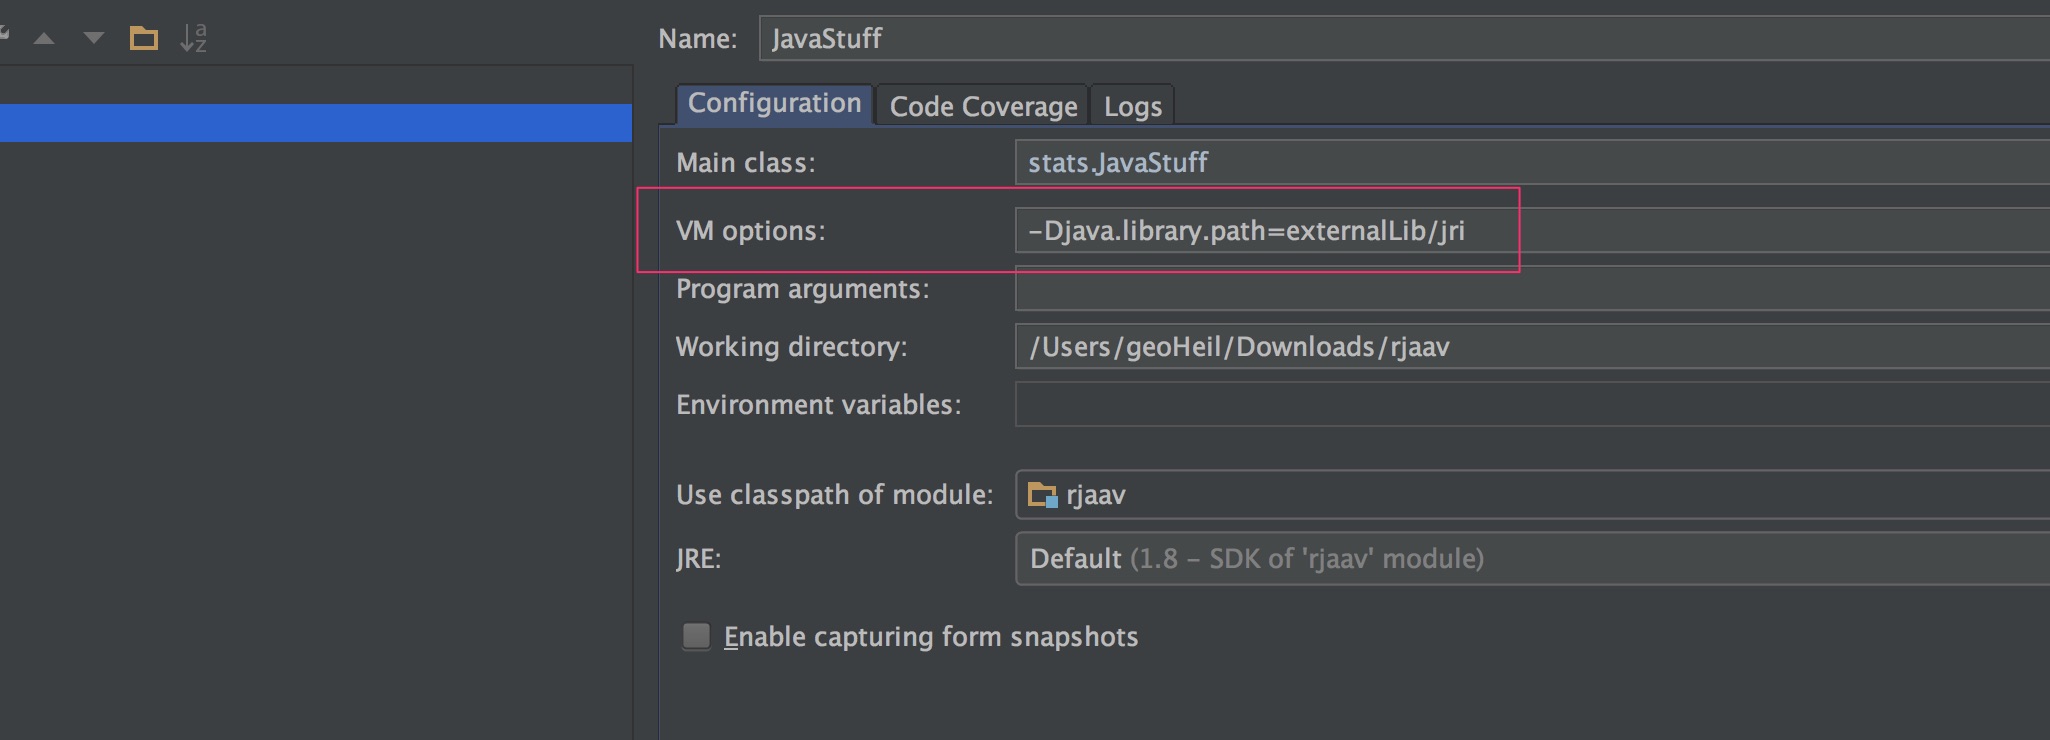 Name: JavaStuff
Configuration Code Coverage Logs
Main class: stats.JavaStuff
VM options: -Djava.library.path=externalLib/jri
Program arguments:
Working directory: /Users/geoHeil/Downloads/rjaav
Environment variables:
Use classpath of module: rjaav
JRE: Default (1.8 - SDK of 'rjaav' module)
Enable capturing form snapshots